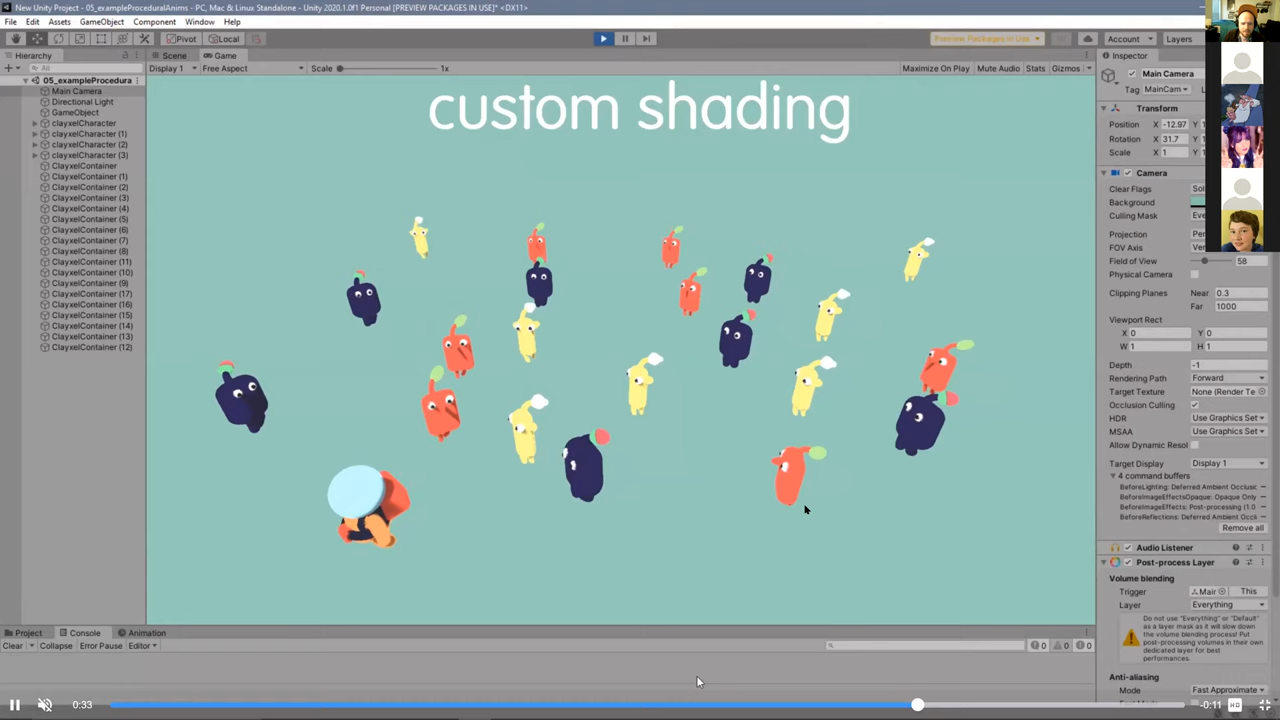 New Unity Project - 05_exampleProceduralAnims - PC, Mac & Linux Standalone - Unity 2020.1.0f1 Personal [PREVIEW PACKAGES IN USE]* <DX11>
File Edit Assets GameObject Component Window Help
Pivot Local Preview Packages in Use Account Layers
Hierarchy Scene Game Inspector
All Display 1 Free Aspect Scale 1x Maximize On Play Mute Audio Stats Gizmos
05_exampleProcedura
Main Camera
Directional Light
GameObject
clayxelCharacter
clayxelCharacter (1)
clayxelCharacter (2)
clayxelCharacter (3)
ClayxelContainer
ClayxelContainer (1)
ClayxelContainer (2)
ClayxelContainer (3)
ClayxelContainer (4)
ClayxelContainer (5)
ClayxelContainer (6)
ClayxelContainer (7)
ClayxelContainer (8)
ClayxelContainer (11)
ClayxelContainer (10)
ClayxelContainer (9)
ClayxelContainer (17)
ClayxelContainer (16)
ClayxelContainer (15)
ClayxelContainer (14)
ClayxelContainer (13)
ClayxelContainer (12)
custom shading
Main Camera
Tag MainCam
Transform
Position X -12.97 Y
Rotation X 31.7 Y
Scale X 1 Y
Camera
Clear Flags Sol
Background
Culling Mask Eve
Projection Per
FOV Axis Ver
Field of View 58
Physical Camera
Clipping Planes Near 0.3
Far 1000
Viewport Rect
X 0 Y 0
W 1 H 1
Depth -1
Rendering Path Forward
Target Texture None (Render Te
Occlusion Culling
HDR Use Graphics Set
MSAA Use Graphics Set
Allow Dynamic Resol
Target Display Display 1
4 command buffers
BeforeLighting: Deferred Ambient Occlus
BeforeImageEffectsOpaque: Opaque Only
BeforeImageEffects: Post-processing (1.0
BeforeReflections: Deferred Ambient Occl
Remove all
Audio Listener
Post-process Layer
Volume blending
Trigger Mair This
Layer Everything
Do not use "Everything" or "Default"
as a layer mask as it will slow down
the volume blending process! Put
post-processing volumes in their own
dedicated layer for best
performances.
Anti-aliasing
Mode Fast Approximate
Project Console Animation
Clear Collapse Error Pause Editor 0 0 0
0:33 -0:11 HD